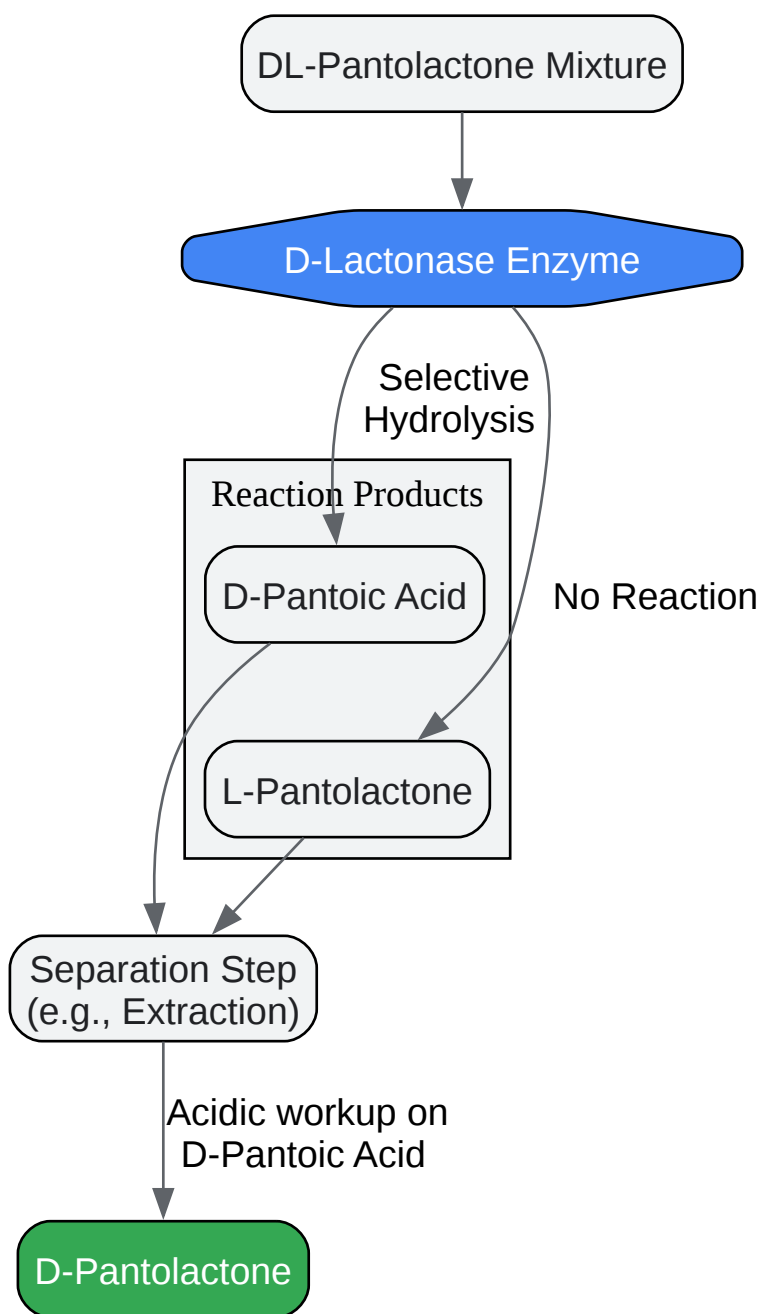 DL-Pantolactone Mixture
D-Lactonase Enzyme
Selective
Hydrolysis
Reaction Products
D-Pantoic Acid
No Reaction
L-Pantolactone
Separation Step
(e.g., Extraction)
Acidic workup on
D-Pantoic Acid
D-Pantolactone